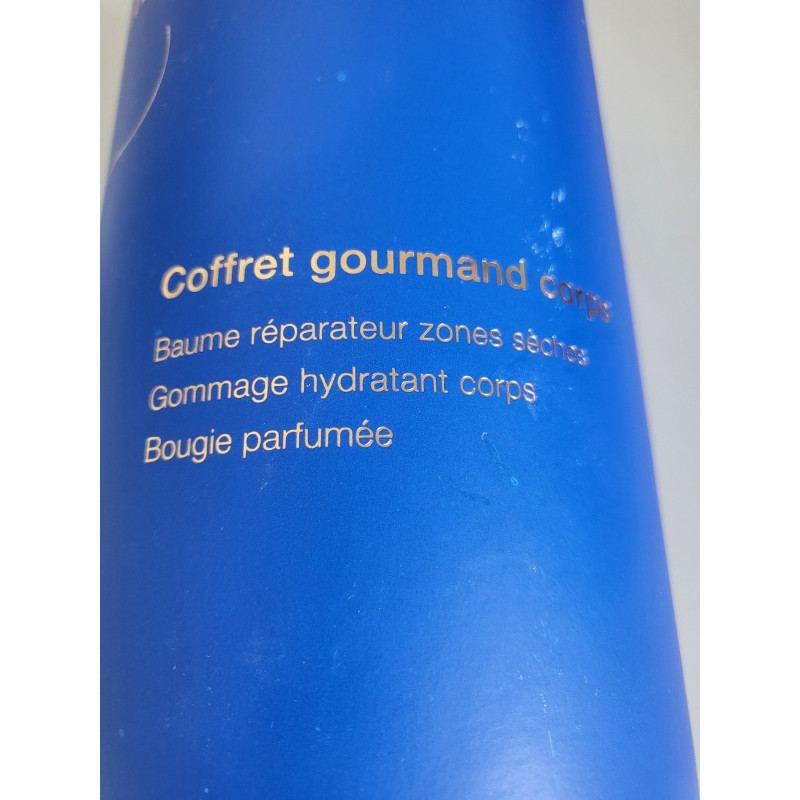 Coffret gourmand corps
Baume réparateur zones sèches
Gommage hydratant corps
Bougie parfumée